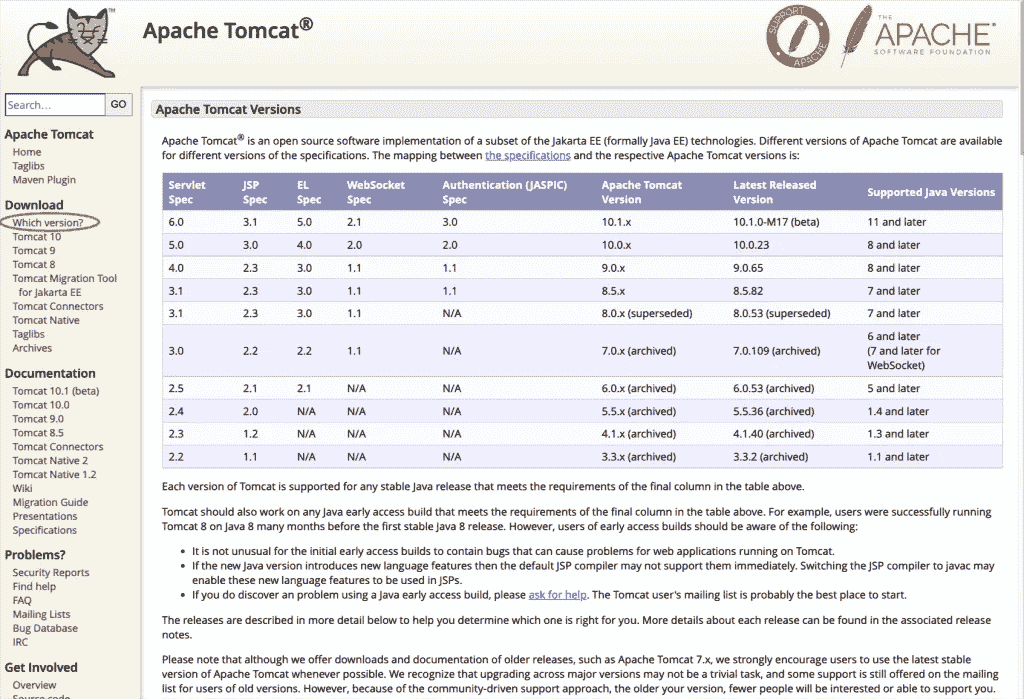 Apache Tomcat®
SUPPORT APACHE
THE
APACHE®
SOFTWARE FOUNDATION
TM
Search...
GO
Apache Tomcat
Home
Taglibs
Maven Plugin
Download
Which version?
Tomcat 10
Tomcat 9
Tomcat 8
Tomcat Migration Tool
for Jakarta EE
Tomcat Connectors
Tomcat Native
Taglibs
Archives
Documentation
Tomcat 10.1 (beta)
Tomcat 10.0
Tomcat 9.0
Tomcat 8.5
Tomcat Connectors
Tomcat Native 2
Tomcat Native 1.2
Wiki
Migration Guide
Presentations
Specifications
Problems?
Security Reports
Find help
FAQ
Mailing Lists
Bug Database
IRC
Get Involved
Overview
Source code
Apache Tomcat Versions
Apache Tomcat® is an open source software implementation of a subset of the Jakarta EE (formally Java EE) technologies. Different versions of Apache Tomcat are available
for different versions of the specifications. The mapping between the specifications and the respective Apache Tomcat versions is:
Servlet Spec JSP Spec EL Spec WebSocket Spec Authentication (JASPIC) Spec Apache Tomcat Version Latest Released Version Supported Java Versions
6.0 3.1 5.0 2.1 3.0 10.1.x 10.1.0-M17 (beta) 11 and later
5.0 3.0 4.0 2.0 2.0 10.0.x 10.0.23 8 and later
4.0 2.3 3.0 1.1 1.1 9.0.x 9.0.65 8 and later
3.1 2.3 3.0 1.1 1.1 8.5.x 8.5.82 7 and later
3.1 2.3 3.0 1.1 N/A 8.0.x (superseded) 8.0.53 (superseded) 7 and later
3.0 2.2 2.2 1.1 N/A 7.0.x (archived) 7.0.109 (archived) 6 and later
(7 and later for
WebSocket)
2.5 2.1 2.1 N/A N/A 6.0.x (archived) 6.0.53 (archived) 5 and later
2.4 2.0 N/A N/A N/A 5.5.x (archived) 5.5.36 (archived) 1.4 and later
2.3 1.2 N/A N/A N/A 4.1.x (archived) 4.1.40 (archived) 1.3 and later
2.2 1.1 N/A N/A N/A 3.3.x (archived) 3.3.2 (archived) 1.1 and later
Each version of Tomcat is supported for any stable Java release that meets the requirements of the final column in the table above.
Tomcat should also work on any Java early access build that meets the requirements of the final column in the table above. For example, users were successfully running
Tomcat 8 on Java 8 many months before the first stable Java 8 release. However, users of early access builds should be aware of the following:
• It is not unusual for the initial early access builds to contain bugs that can cause problems for web applications running on Tomcat.
• If the new Java version introduces new language features then the default JSP compiler may not support them immediately. Switching the JSP compiler to javac may
enable these new language features to be used in JSPs.
• If you do discover an problem using a Java early access build, please ask for help. The Tomcat user's mailing list is probably the best place to start.
The releases are described in more detail below to help you determine which one is right for you. More details about each release can be found in the associated release
notes.
Please note that although we offer downloads and documentation of older releases, such as Apache Tomcat 7.x, we strongly encourage users to use the latest stable
version of Apache Tomcat whenever possible. We recognize that upgrading across major versions may not be a trivial task, and some support is still offered on the mailing
list for users of old versions. However, because of the community-driven support approach, the older your version, fewer people will be interested or able to support you.